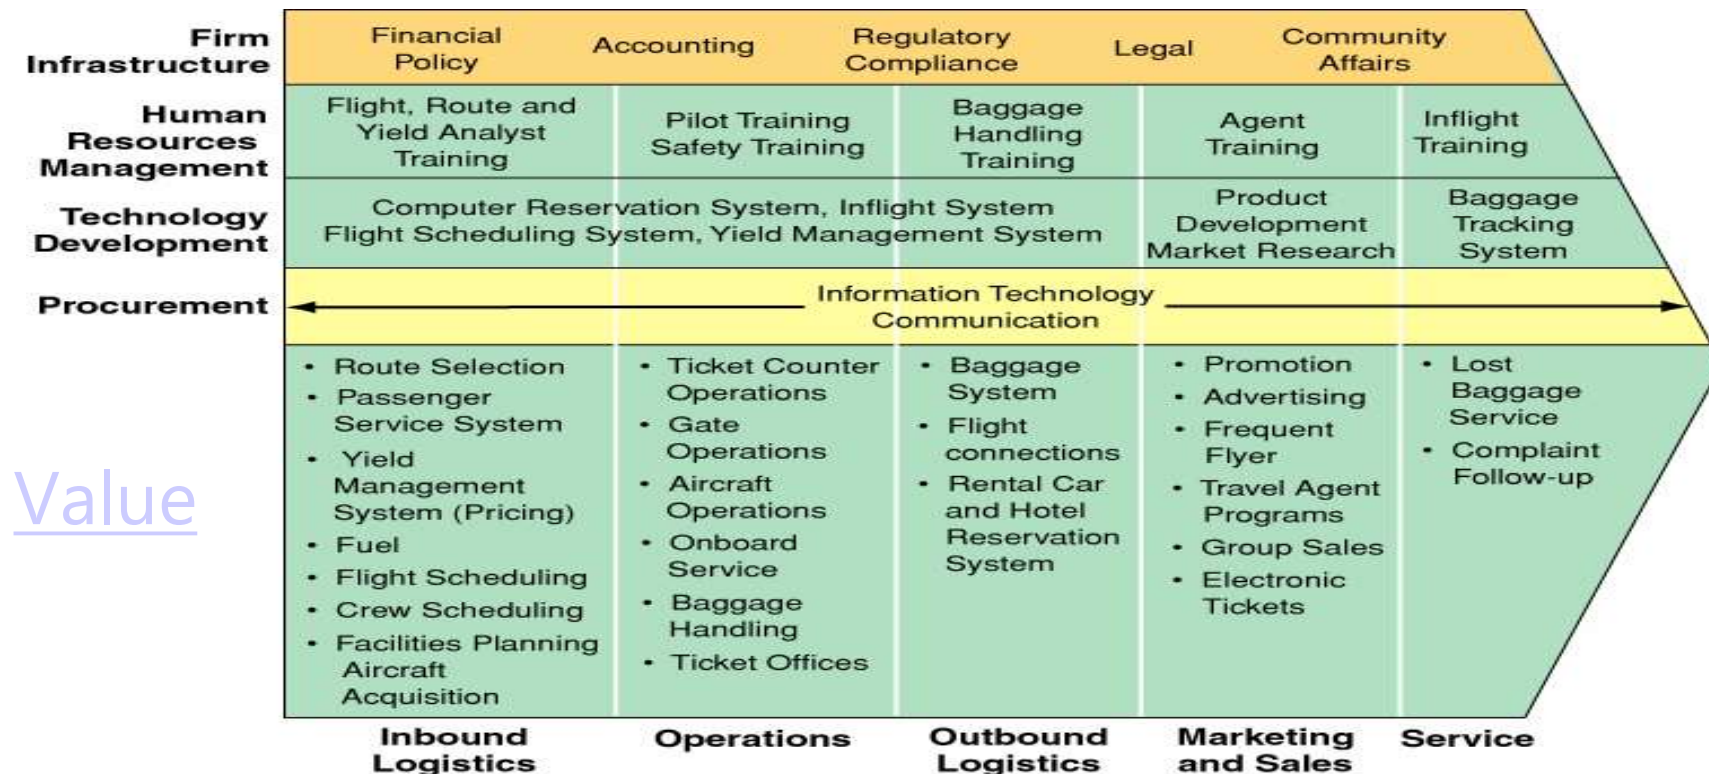 Firm
Infrastructure
Financial
Policy
Accounting
Regulatory
Compliance
Legal
Community
Affairs
Human
Resources
Management
Flight, Route and
Yield Analyst
Training
Pilot Training
Safety Training
Baggage
Handling
Training
Agent
Training
Inflight
Training
Technology
Development
Computer Reservation System, Inflight System
Flight Scheduling System, Yield Management System
Product
Development
Market Research
Baggage
Tracking
System
Procurement
Information Technology
Communication
• Route Selection
• Passenger
Service System
• Yield
Management
System (Pricing)
• Fuel
• Flight Scheduling
• Crew Scheduling
• Facilities Planning
Aircraft
Acquisition
• Ticket Counter
Operations
• Gate
Operations
• Aircraft
Operations
• Onboard
Service
• Baggage
Handling
• Ticket Offices
• Baggage
System
• Flight
connections
• Rental Car
and Hotel
Reservation
System
• Promotion
• Advertising
• Frequent
Flyer
• Travel Agent
Programs
• Group Sales
• Electronic
Tickets
• Lost
Baggage
Service
• Complaint
Follow-up
Value
Inbound
Logistics
Operations
Outbound
Logistics
Marketing
and Sales
Service